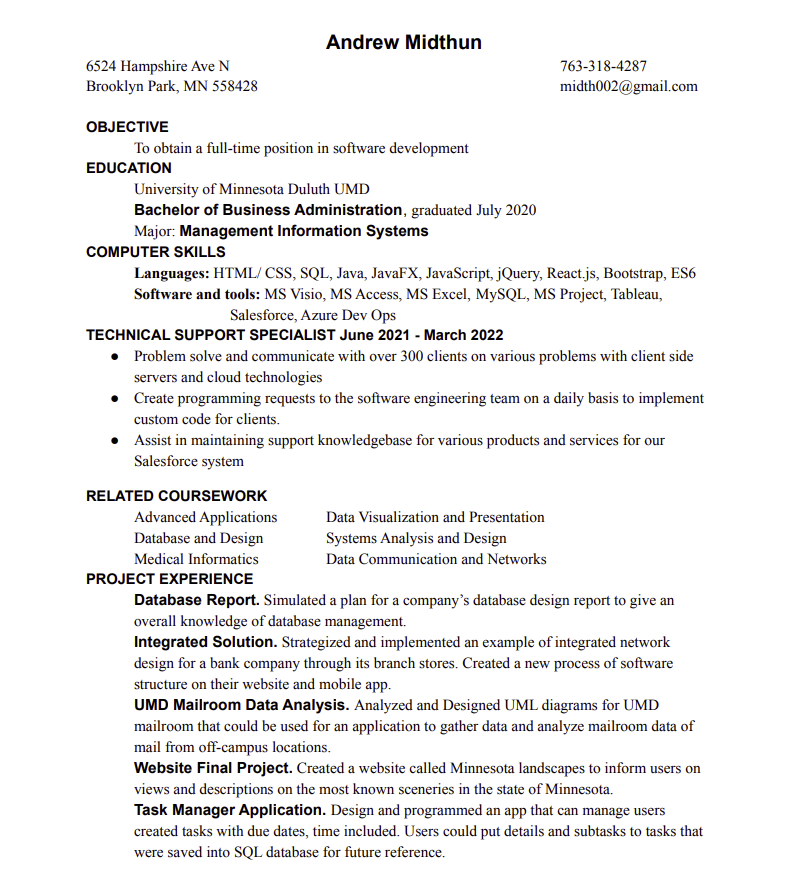 Andrew Midthun
6524 Hampshire Ave N 763-318-4287
Brooklyn Park, MN 558428 midth002@gmail.com
OBJECTIVE
To obtain a full-time position in software development
EDUCATION
University of Minnesota Duluth UMD
Bachelor of Business Administration, graduated July 2020
Major: Management Information Systems
COMPUTER SKILLS
Languages: HTML/ CSS, SQL, Java, JavaFX, JavaScript, jQuery, React.js, Bootstrap, ES6
Software and tools: MS Visio, MS Access, MS Excel, MySQL, MS Project, Tableau,
Salesforce, Azure Dev Ops
TECHNICAL SUPPORT SPECIALIST June 2021 - March 2022
● Problem solve and communicate with over 300 clients on various problems with client side
servers and cloud technologies
● Create programming requests to the software engineering team on a daily basis to implement
custom code for clients.
● Assist in maintaining support knowledgebase for various products and services for our
Salesforce system
RELATED COURSEWORK
Advanced Applications Data Visualization and Presentation
Database and Design Systems Analysis and Design
Medical Informatics Data Communication and Networks
PROJECT EXPERIENCE
Database Report. Simulated a plan for a company’s database design report to give an
overall knowledge of database management.
Integrated Solution. Strategized and implemented an example of integrated network
design for a bank company through its branch stores. Created a new process of software
structure on their website and mobile app.
UMD Mailroom Data Analysis. Analyzed and Designed UML diagrams for UMD
mailroom that could be used for an application to gather data and analyze mailroom data of
mail from off-campus locations.
Website Final Project. Created a website called Minnesota landscapes to inform users on
views and descriptions on the most known sceneries in the state of Minnesota.
Task Manager Application. Design and programmed an app that can manage users
created tasks with due dates, time included. Users could put details and subtasks to tasks that
were saved into SQL database for future reference.